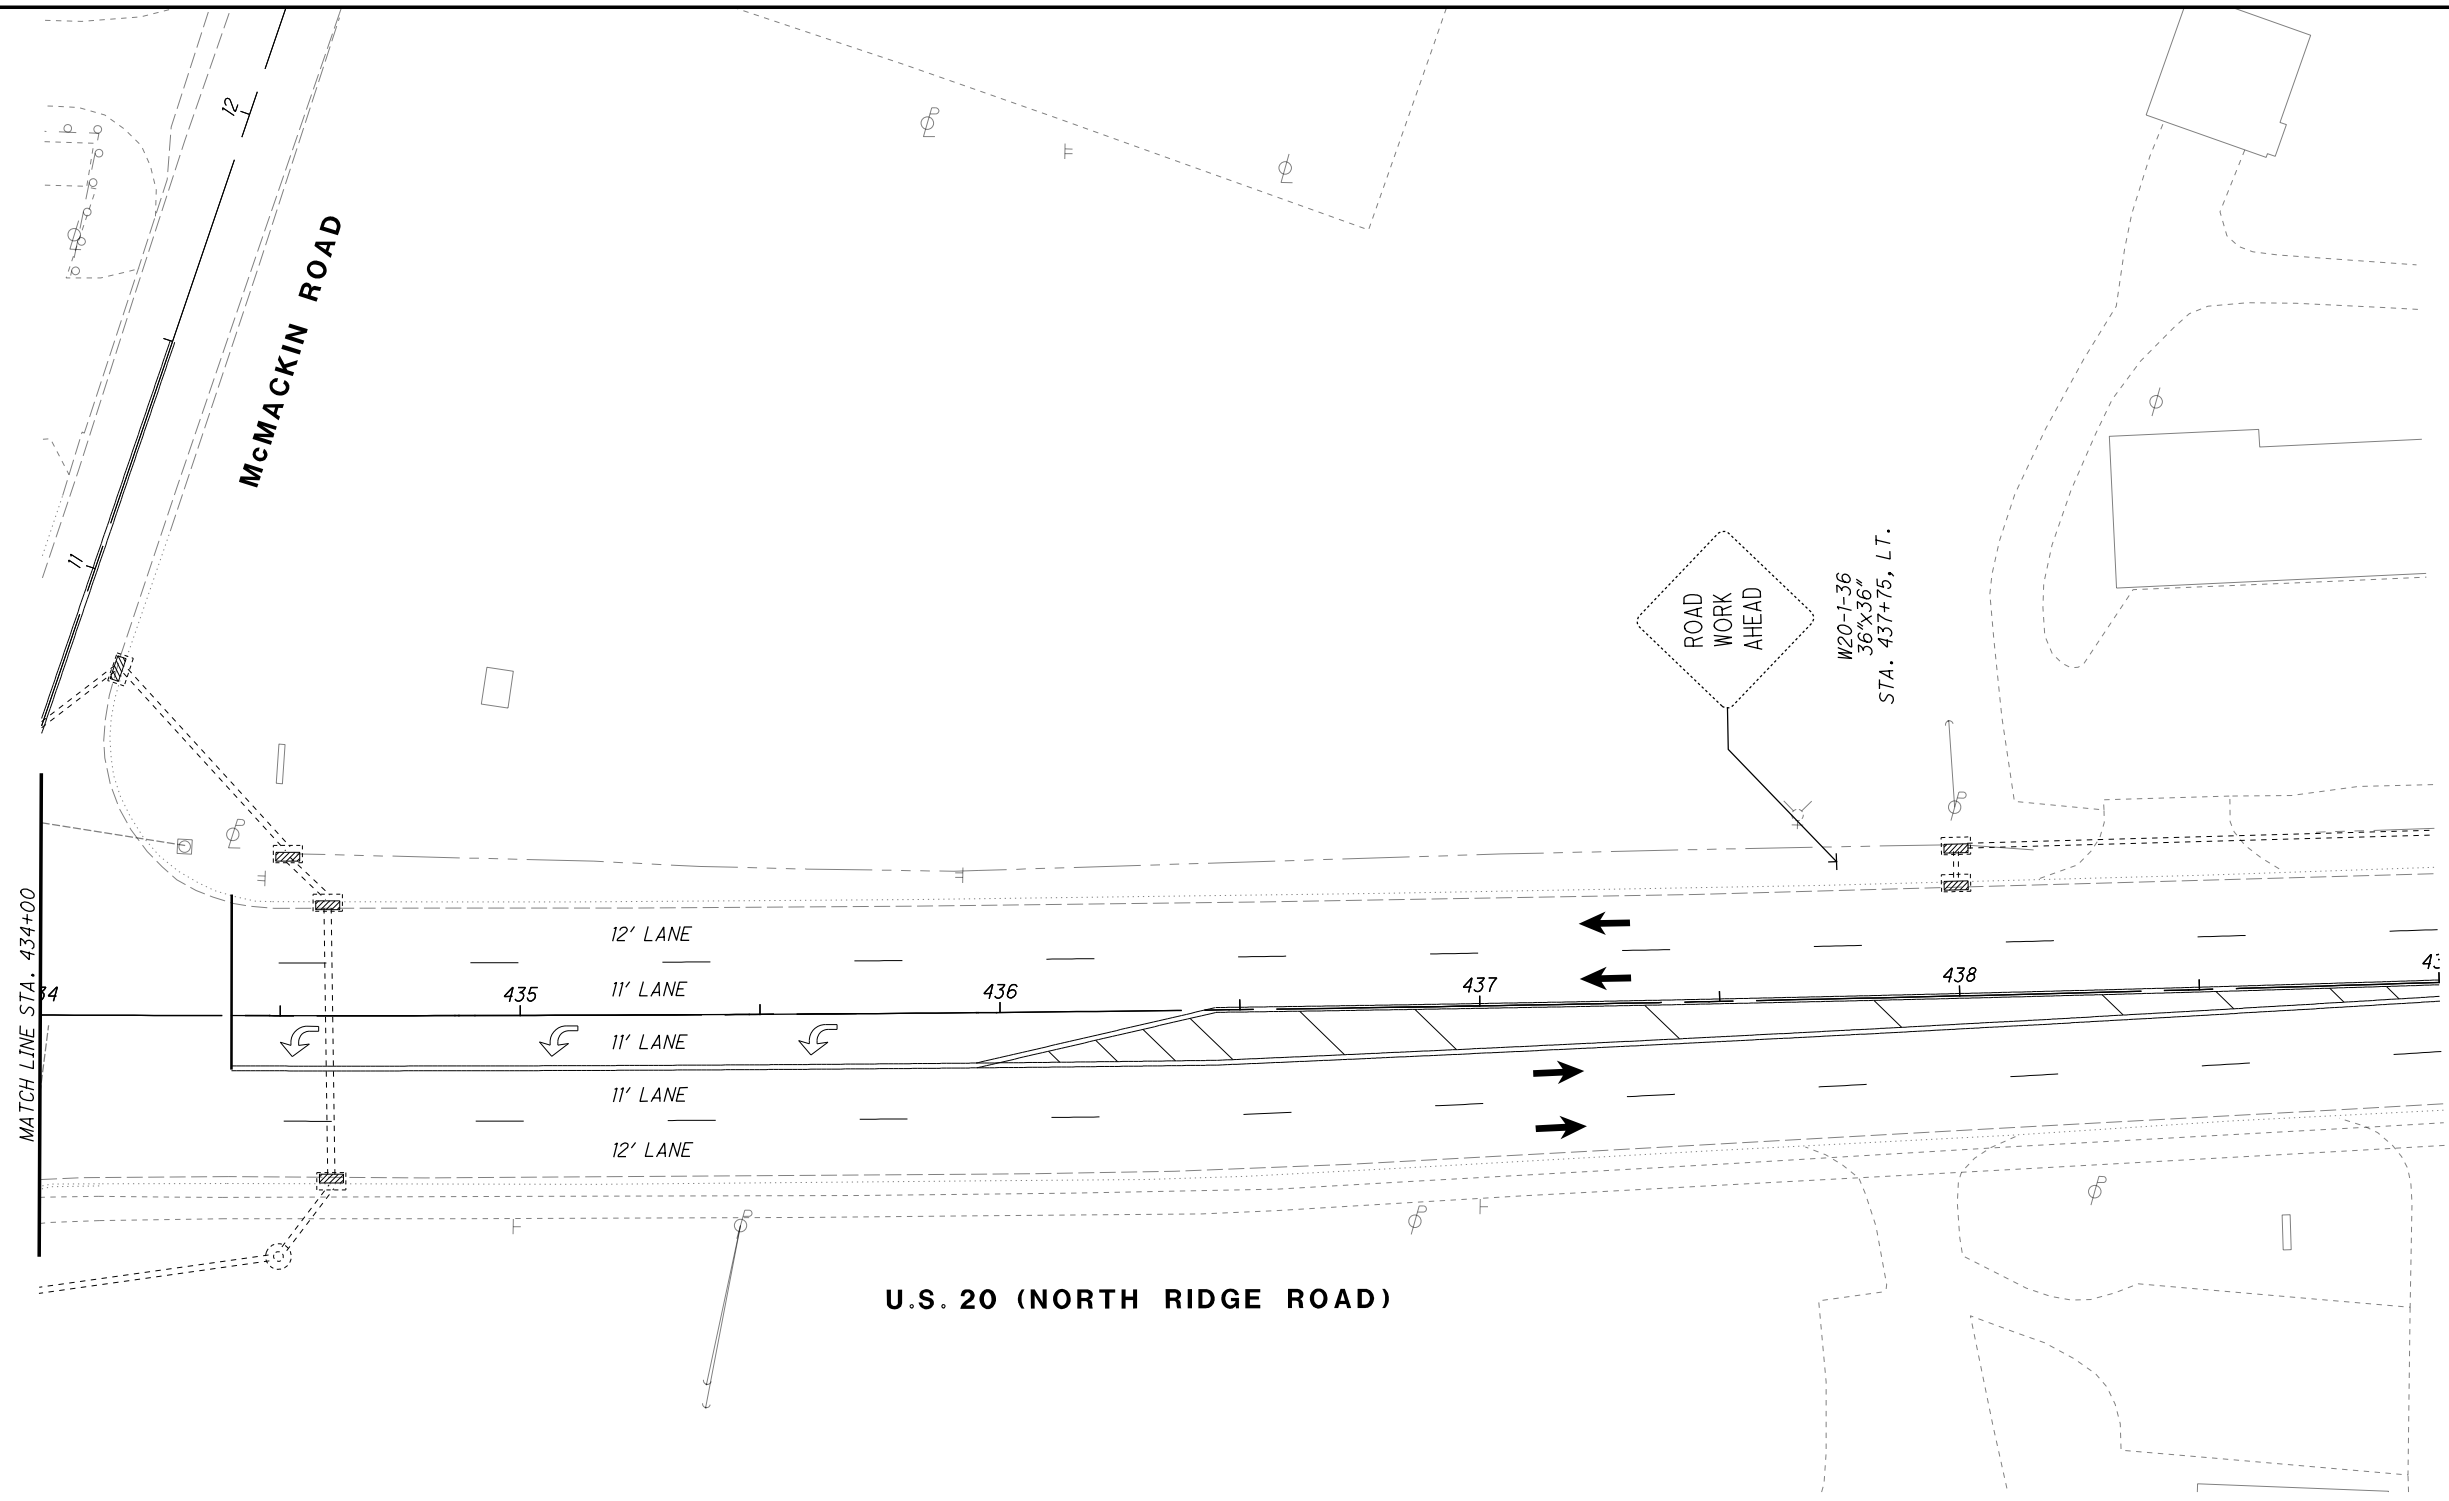 12
McMACKIN ROAD
11
ROAD
WORK
AHEAD
W20-1-36
36"x36"
STA. 437+75, LT.
MATCH LINE STA. 434+00
12' LANE
11' LANE
34
435
436
437
438
43
11' LANE
11' LANE
12' LANE
U.S. 20 (NORTH RIDGE ROAD)